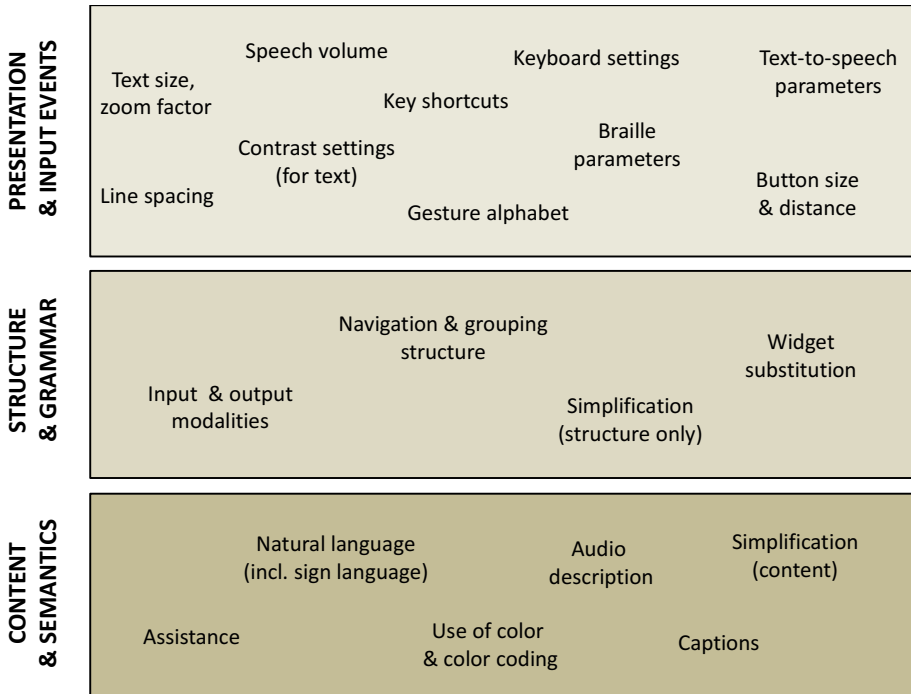 PRESENTATION
& INPUT EVENTS
Speech volume
Keyboard settings
Text-to-speech
parameters
Text size,
zoom factor
Key shortcuts
Braille
parameters
Contrast settings
(for text)
Line spacing
Gesture alphabet
Button size
& distance
STRUCTURE
& GRAMMAR
Navigation & grouping
structure
Widget
substitution
Input & output
modalities
Simplification
(structure only)
CONTENT
& SEMANTICS
Natural language
(incl. sign language)
Audio
description
Simplification
(content)
Assistance
Use of color
& color coding
Captions